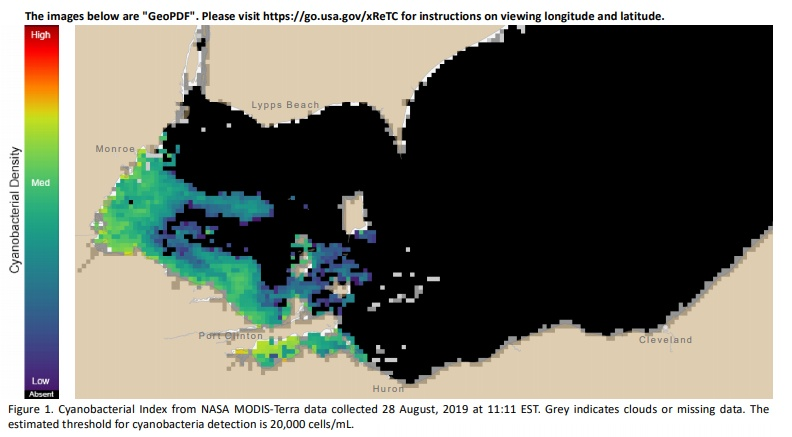 The images below are "GeoPDF". Please visit https://go.usa.gov/xReTC for instructions on viewing longitude and latitude.
High
Lypps Beach
Monroe
Med
Cyanobacterial Density
Port Clinton
Cleveland
Low
Absent
Huron
Figure 1. Cyanobacterial Index from NASA MODIS-Terra data collected 28 August, 2019 at 11:11 EST. Grey indicates clouds or missing data. The
estimated threshold for cyanobacteria detection is 20,000 cells/mL.